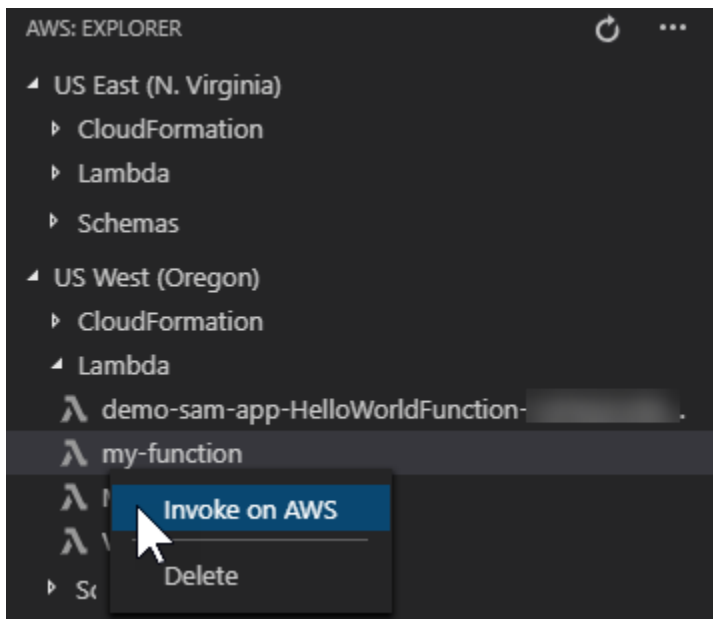 AWS: EXPLORER
US East (N. Virginia)
CloudFormation
Lambda
Schemas
US West (Oregon)
CloudFormation
Lambda
demo-sam-app-HelloWorldFunction-
my-function
Invoke on AWS
Delete